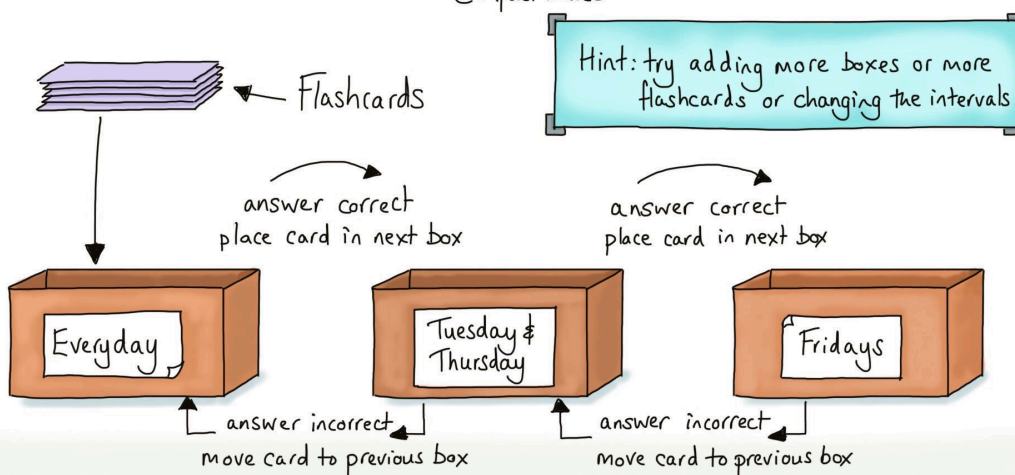 Hint: try adding more boxes or more
flashcards or changing the intervals
Flashcards
answer correct
place card in next box
answer correct
place card in next box
Everyday
Tuesday &
Thursday
Fridays
answer incorrect
move card to previous box
answer incorrect
move card to previous box